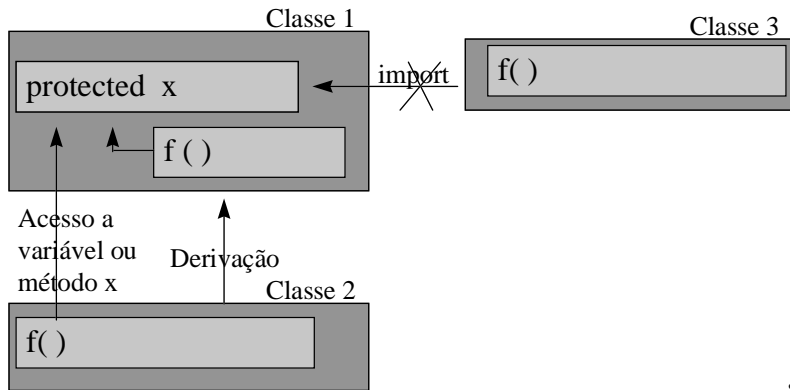 Classe 1
Classe 3
protected x
import
f( )
f ( )
Acesso a
variável ou
método x
Derivação
Classe 2
f( )